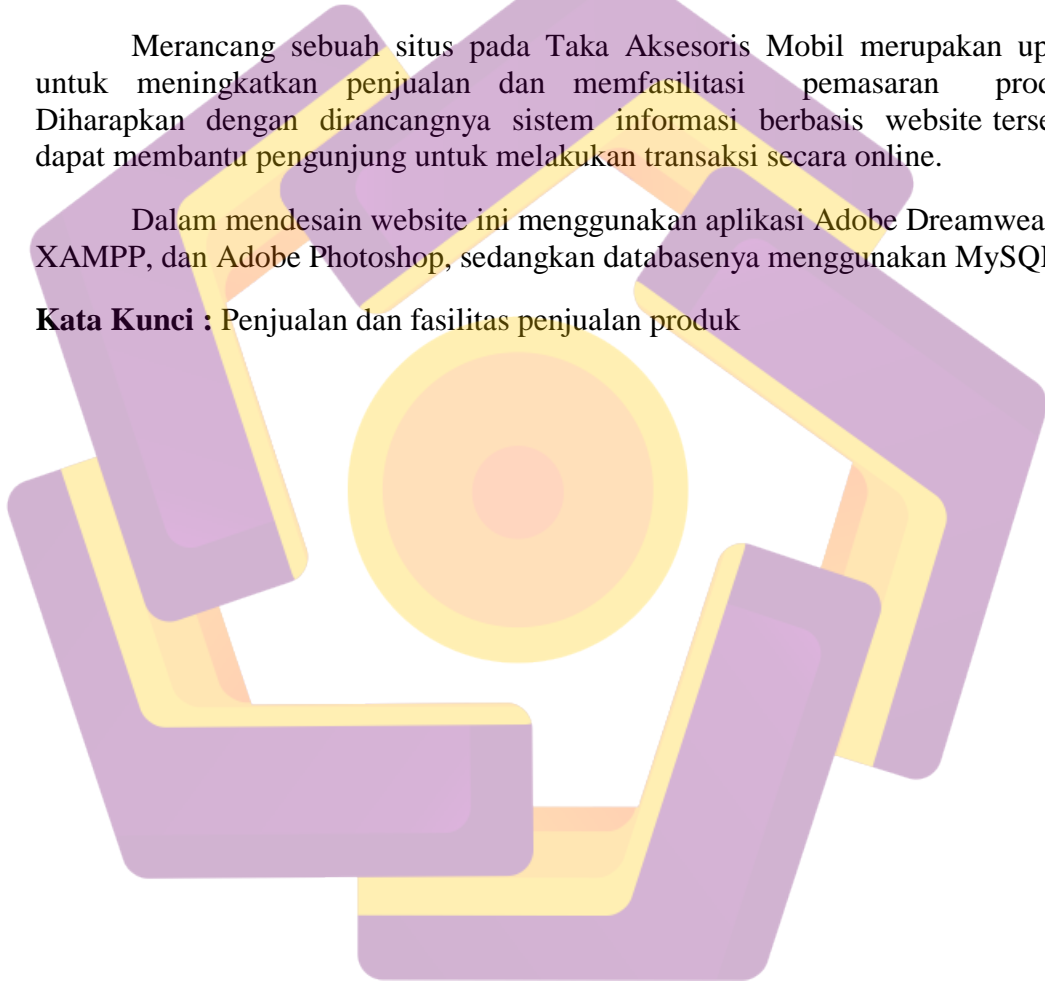 Merancang sebuah situs pada Taka Aksesoris Mobil merupakan up
untuk meningkatkan penjualan dan memfasilitasi pemasaran prod
Diharapkan dengan dirancangnya sistem informasi berbasis website terse
dapat membantu pengunjung untuk melakukan transaksi secara online.
Dalam mendesain website ini menggunakan aplikasi Adobe Dreamwea
XAMPP, dan Adobe Photoshop, sedangkan databasenya menggunakan MySQ
Kata Kunci : Penjualan dan fasilitas penjualan produk